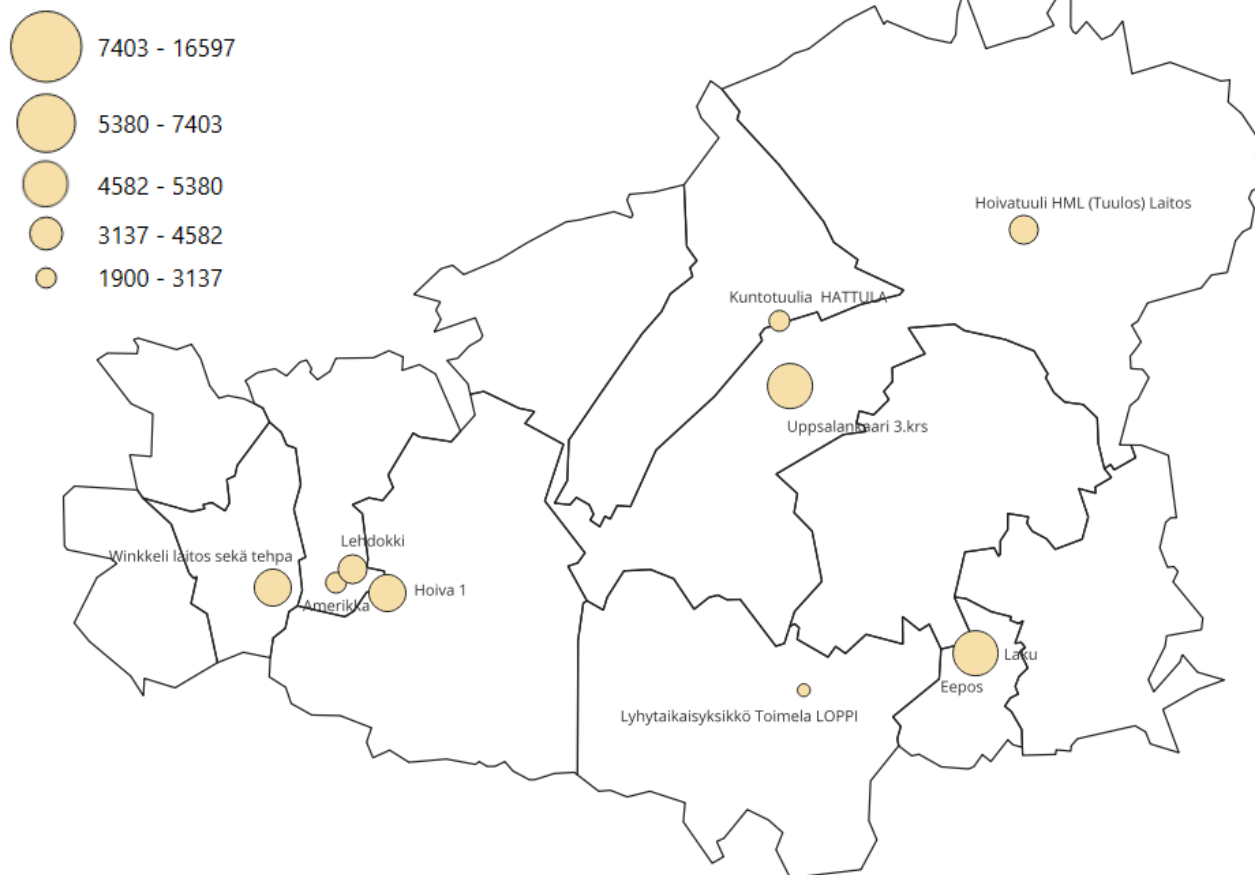 7403 - 16597
5380 - 7403
4582 - 5380
3137 - 4582
1900 - 3137
Hoivatuuli HML (Tuulos) Laitos
Kuntotuulia HATTULA
Uppsalankaari 3.krs
Lehdokki
Winkkeli laitos sekä tehpa
Hoiva 1
Amerikka
Laku
Eepos
Lyhytaikaisyksikkö Toimela LOPPI